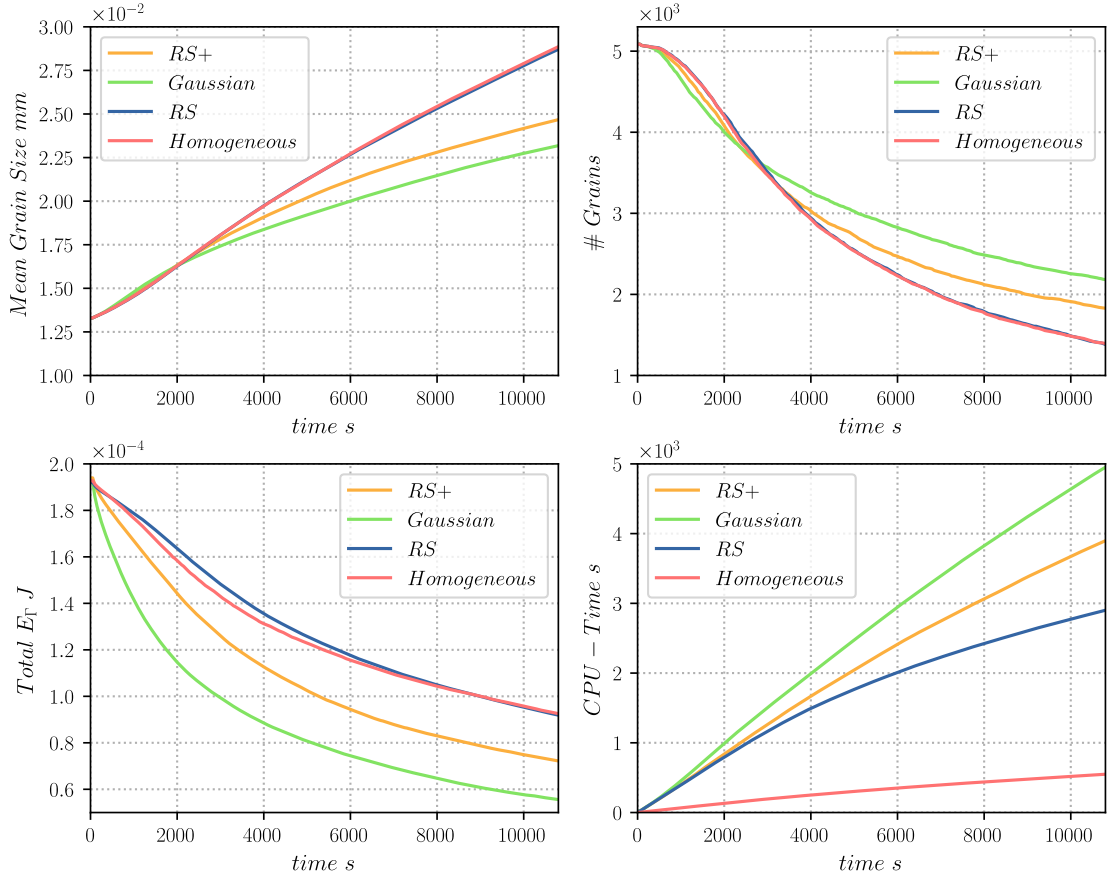 ×10⁻²
3.00
2.75
2.50
2.25
2.00
1.75
1.50
1.25
1.00
Mean Grain Size mm
RS+
Gaussian
RS
Homogeneous
0 2000 4000 6000 8000 10000
time s
×10³
5
4
3
2
1
# Grains
RS+
Gaussian
RS
Homogeneous
0 2000 4000 6000 8000 10000
time s
×10⁻⁴
2.0
1.8
1.6
1.4
1.2
1.0
0.8
0.6
Total E_Γ J
RS+
Gaussian
RS
Homogeneous
0 2000 4000 6000 8000 10000
time s
×10³
5
4
3
2
1
0
CPU − Time s
RS+
Gaussian
RS
Homogeneous
0 2000 4000 6000 8000 10000
time s